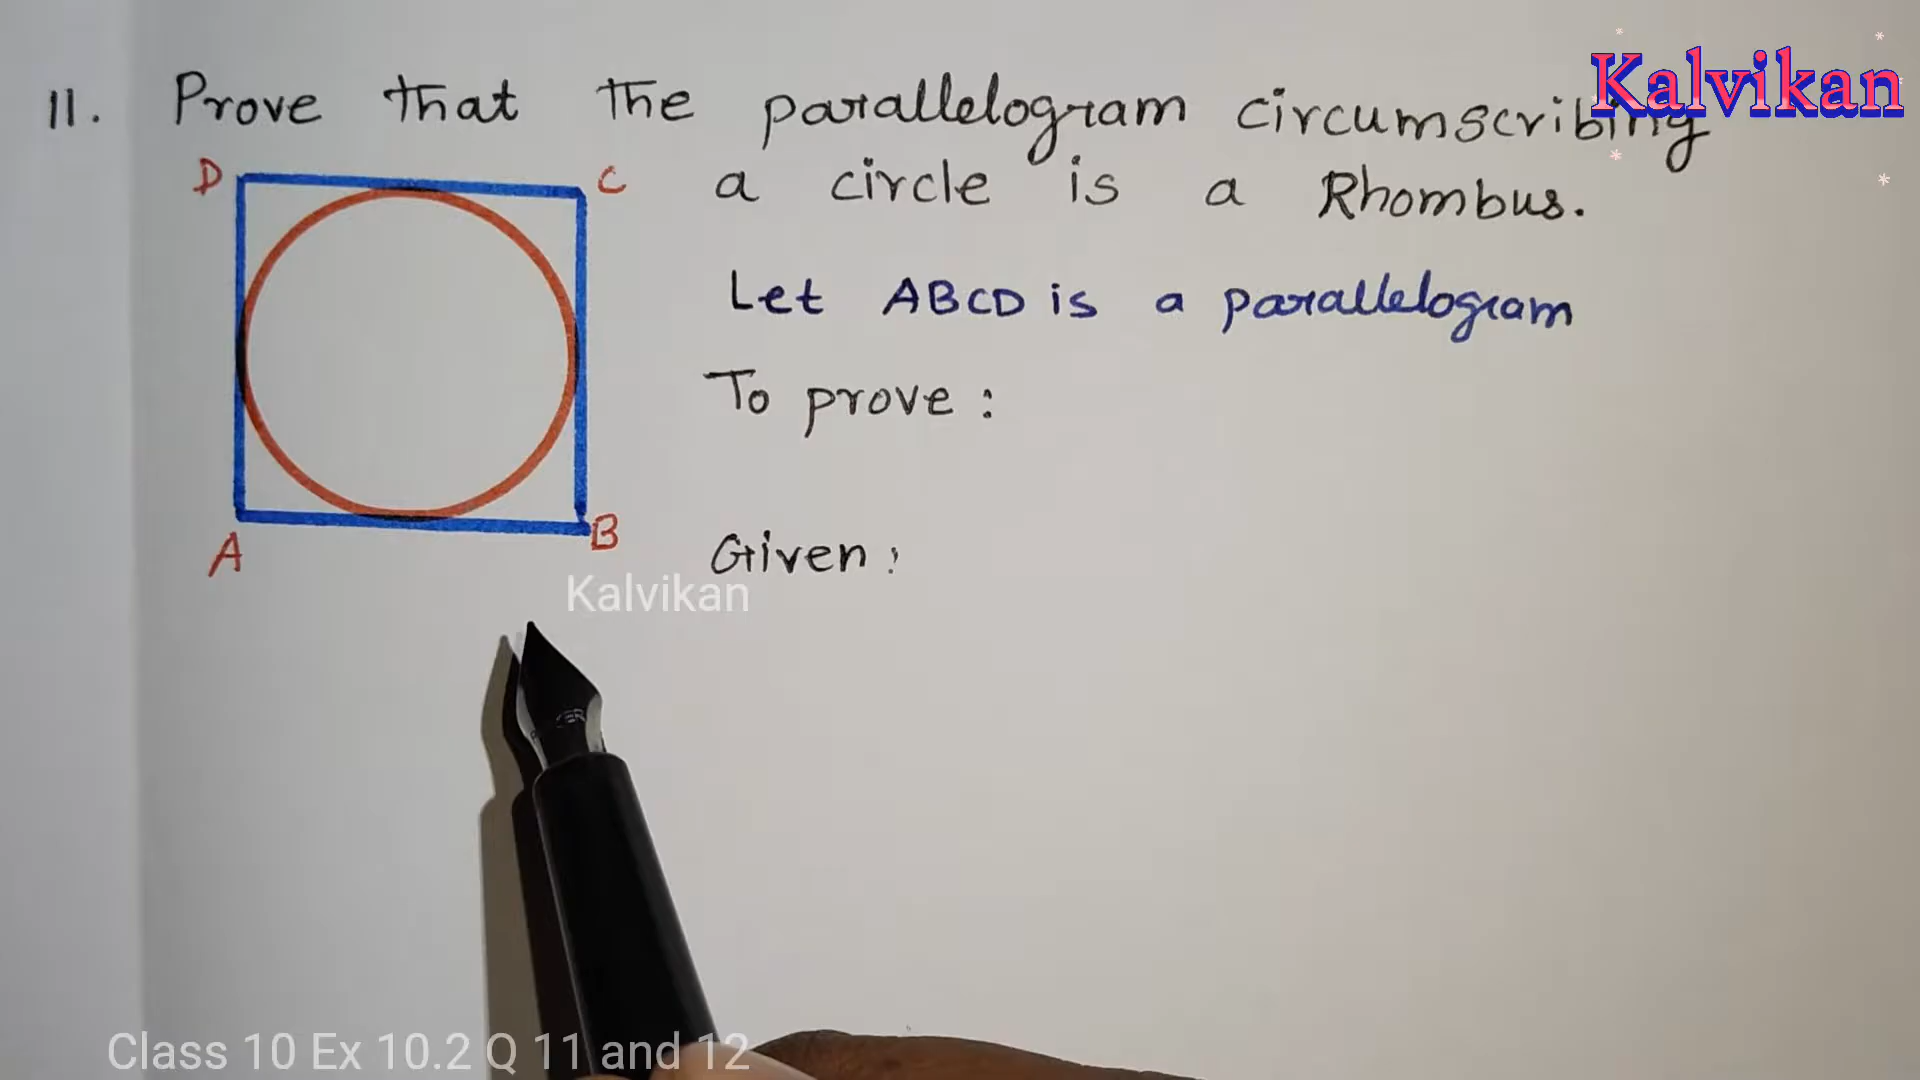 Kalvikan
11. Prove that the parallelogram circumscribing
D
C
a circle is a Rhombus.
Let ABCD is a parallelogram
To prove :
A
B
Given :
Kalvikan
Class 10 Ex 10.2 Q 11 and 12